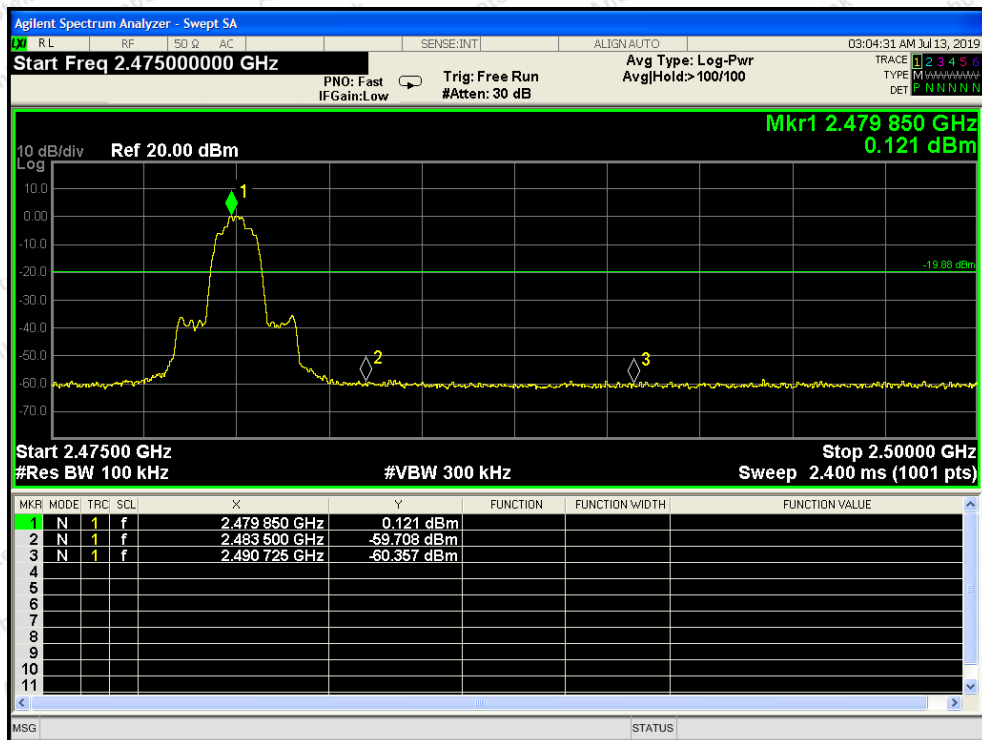 Agilent Spectrum Analyzer - Swept SA
LXI RL RF 50 Ω AC SENSE:INT ALIGNAUTO 03:04:31 AM Jul 13, 2019
Start Freq 2.475000000 GHz
PNO: Fast
IFGain:Low
Trig: Free Run
#Atten: 30 dB
Avg Type: Log-Pwr
Avg|Hold:> 100/100
TRACE 1 2 3 4 5 6
TYPE M W W W W W
DET P N N N N N
Mkr1 2.479 850 GHz
0.121 dBm
10 dB/div Ref 20.00 dBm
Log
10.0
0.00
-10.0
-20.0
-30.0
-40.0
-50.0
-60.0
-70.0
1
-19.88 dBm
2
3
Start 2.47500 GHz Stop 2.50000 GHz
#Res BW 100 kHz #VBW 300 kHz Sweep 2.400 ms (1001 pts)
MKR MODE TRC SCL X Y FUNCTION FUNCTION WIDTH FUNCTION VALUE
1 N 1 f 2.479 850 GHz 0.121 dBm
2 N 1 f 2.483 500 GHz -59.708 dBm
3 N 1 f 2.490 725 GHz -60.357 dBm
4
5
6
7
8
9
10
11
MSG STATUS